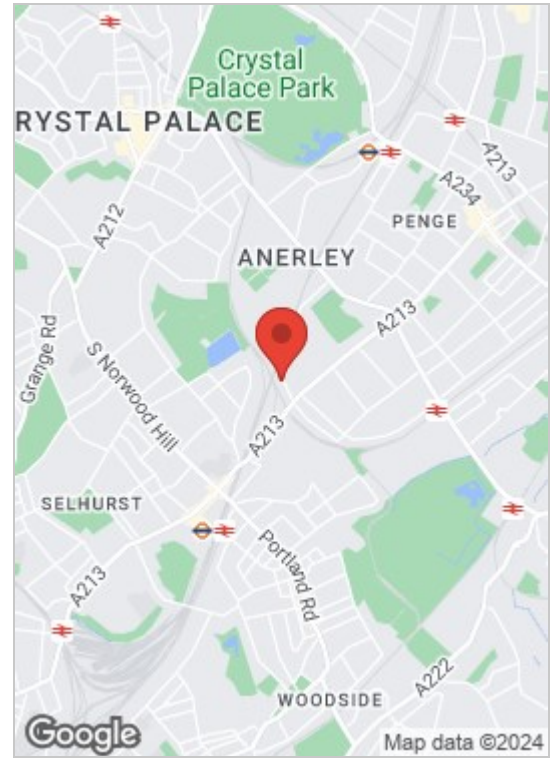 Crystal
Palace Park
RYSTAL PALACE
A213
A234
A212
PENGE
ANERLEY
A213
Grange Rd
S Norwood Hill
A213
SELHURST
Portland Rd
A213
A222
WOODSIDE
Google
Map data ©2024